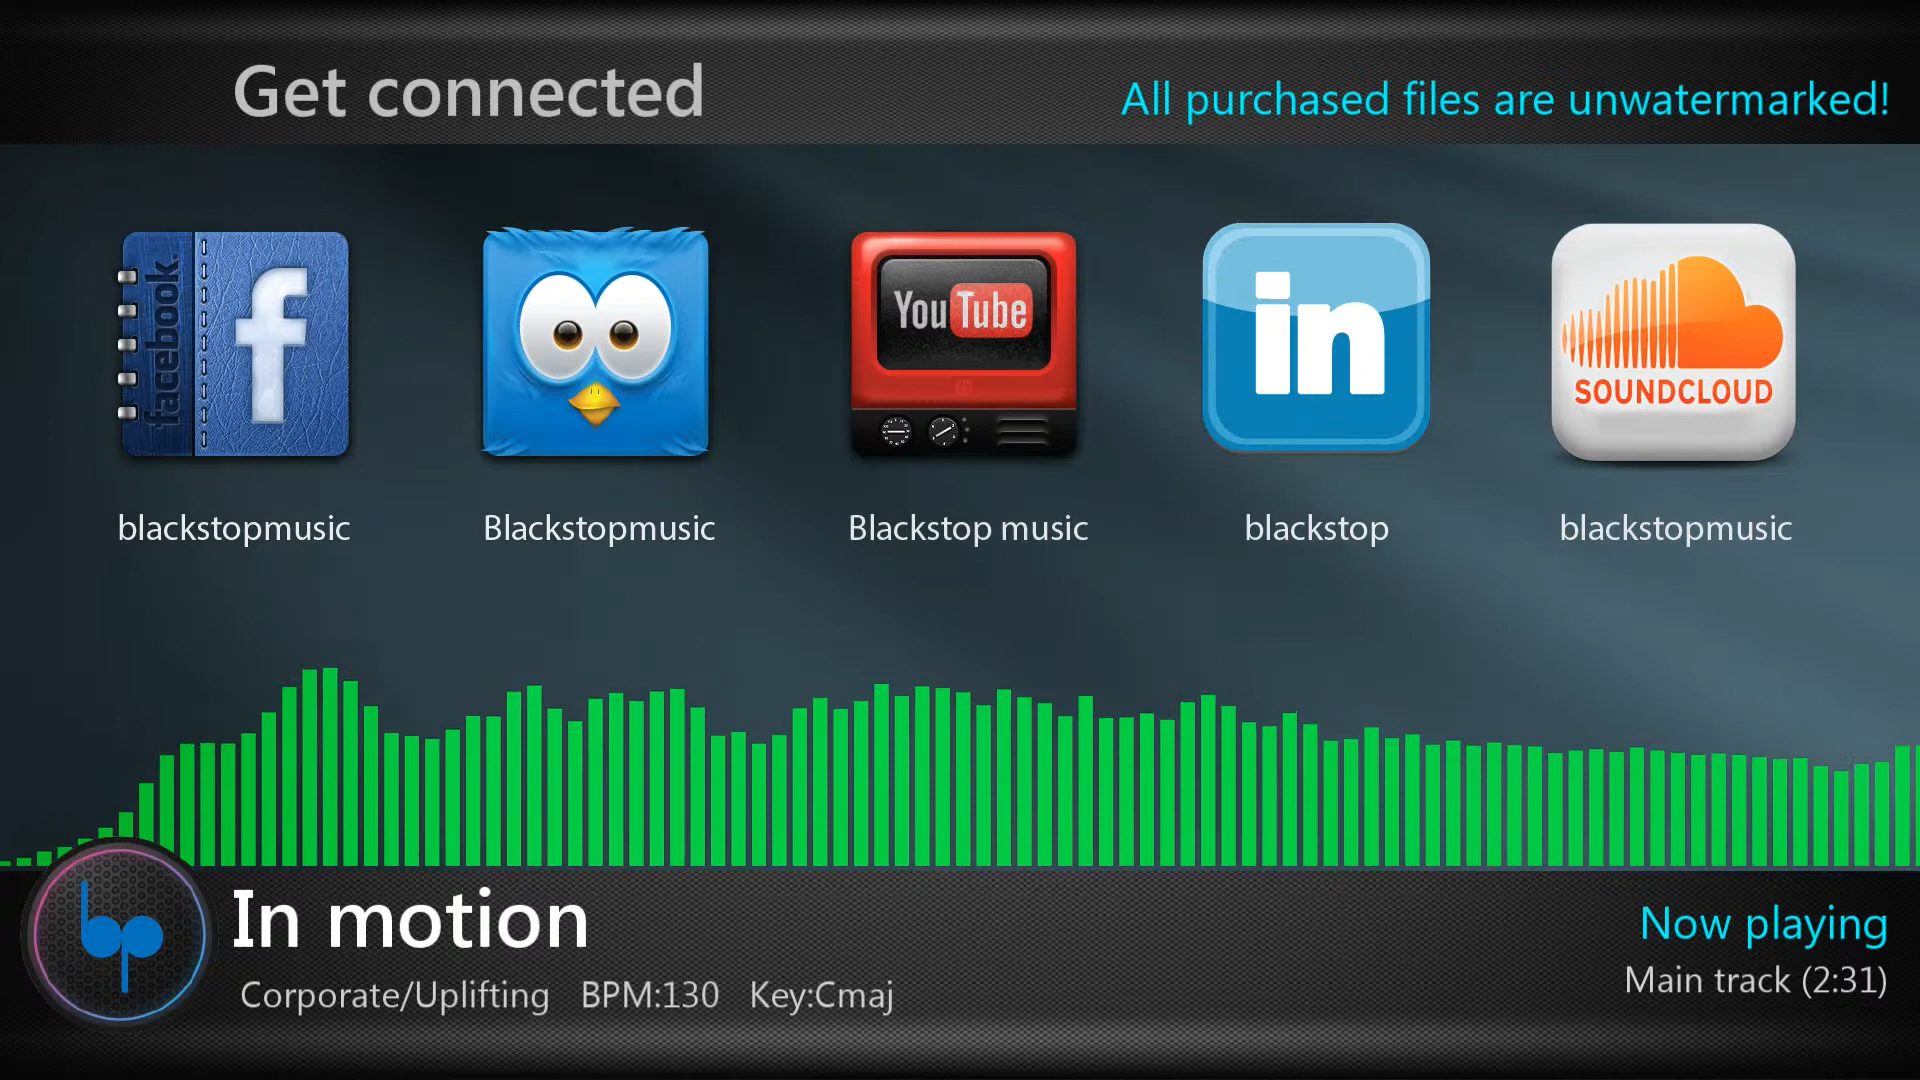 Get connected
All purchased files are unwatermarked!
facebook.
f
You Tube
in
SOUNDCLOUD
blackstopmusic
Blackstopmusic
Blackstop music
blackstop
blackstopmusic
bp
In motion
Now playing
Corporate/Uplifting BPM:130 Key:Cmaj
Main track (2:31)